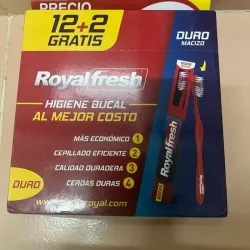 PRECIO
12+2
GRATIS
DURO
MACIZO
Royalfresh
HIGIENE BUCAL
AL MEJOR COSTO
MÁS ECONÓMICO 1
CEPILLADO EFICIENTE 2
CALIDAD DURADERA 3
CERDAS DURAS 4
DURO
Royalfresh